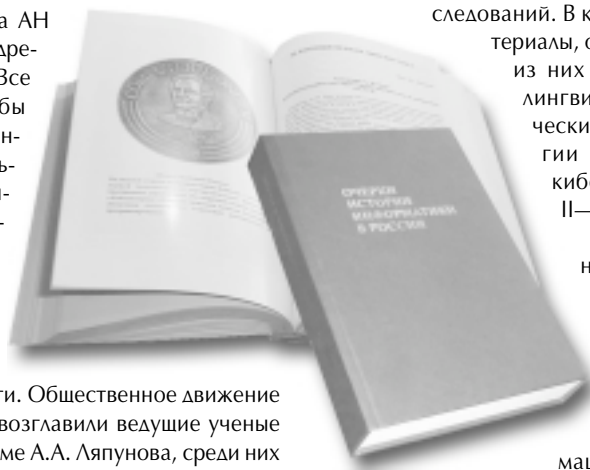 а АН
дре-
Все
бы
н-
ь-
и-
-
ти. Общественное движение
возглавили ведущие ученые
ме А.А. Ляпунова, среди них
ОЧЕРКИ
ИСТОРИИ
ИНФОРМАТИКИ
В РОССИИ
следований. В к
териалы, о
из них
лингви
чески
гии
кибе
II—
н
маш